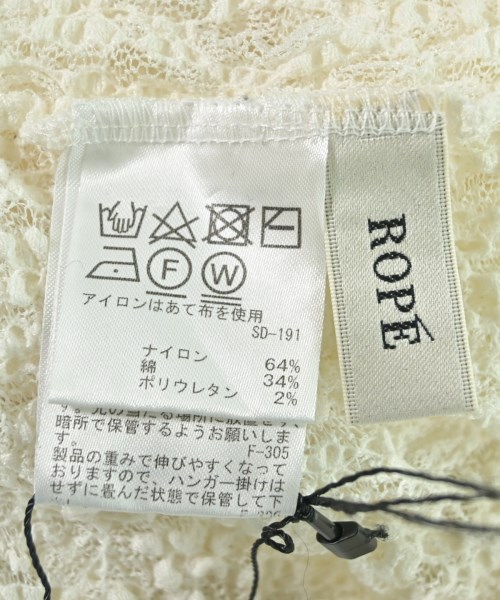 F W
アイロンはあて布を使用
SD-191
ナイロン 64%
綿 34%
ポリウレタン 2%
暗所で保管するようお願いしま
す。
F-305
製品の重みで伸びやすくなって
おりますので、ハンガー掛けは
せずに畳んだ状態で保管して下
ROPÉ